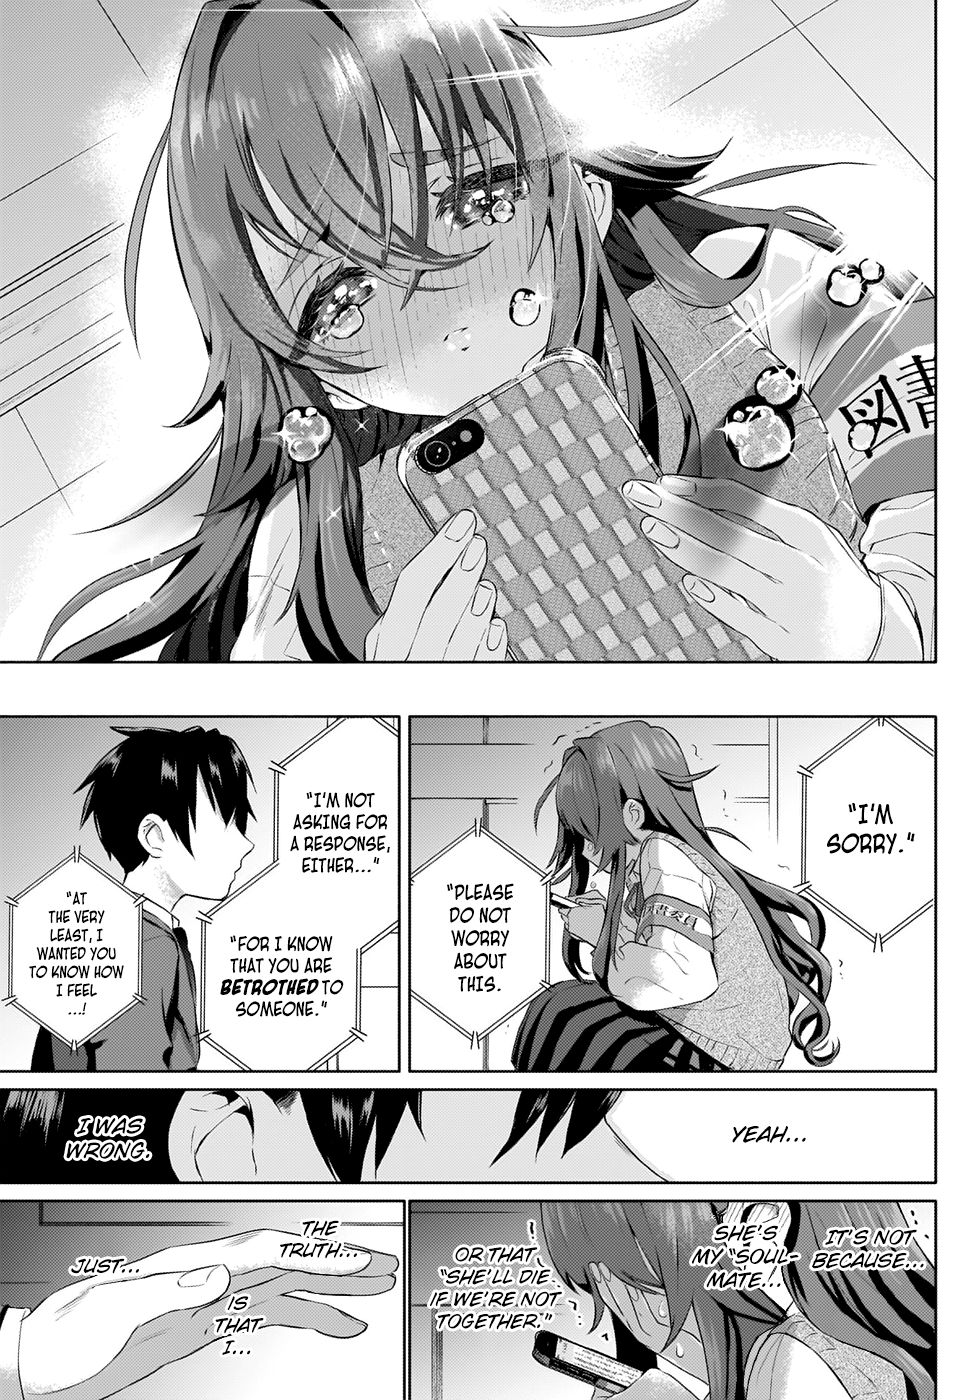 図書
"I'M
SORRY."
"PLEASE
DO NOT
WORRY
ABOUT
THIS.
"I'M NOT
ASKING FOR
A RESPONSE,
EITHER..."
"FOR I KNOW
THAT YOU ARE
BETROTHED TO
SOMEONE."
"AT
THE VERY
LEAST, I
WANTED YOU
TO KNOW HOW
I FEEL
...!
YEAH...
I WAS
WRONG.
IT'S NOT
BECAUSE...
SHE'S
MY "SOUL-
MATE...
OR THAT
"SHE'LL DIE
IF WE'RE NOT
TOGETHER."
THE
TRUTH...
IS
THAT
I...
JUST...